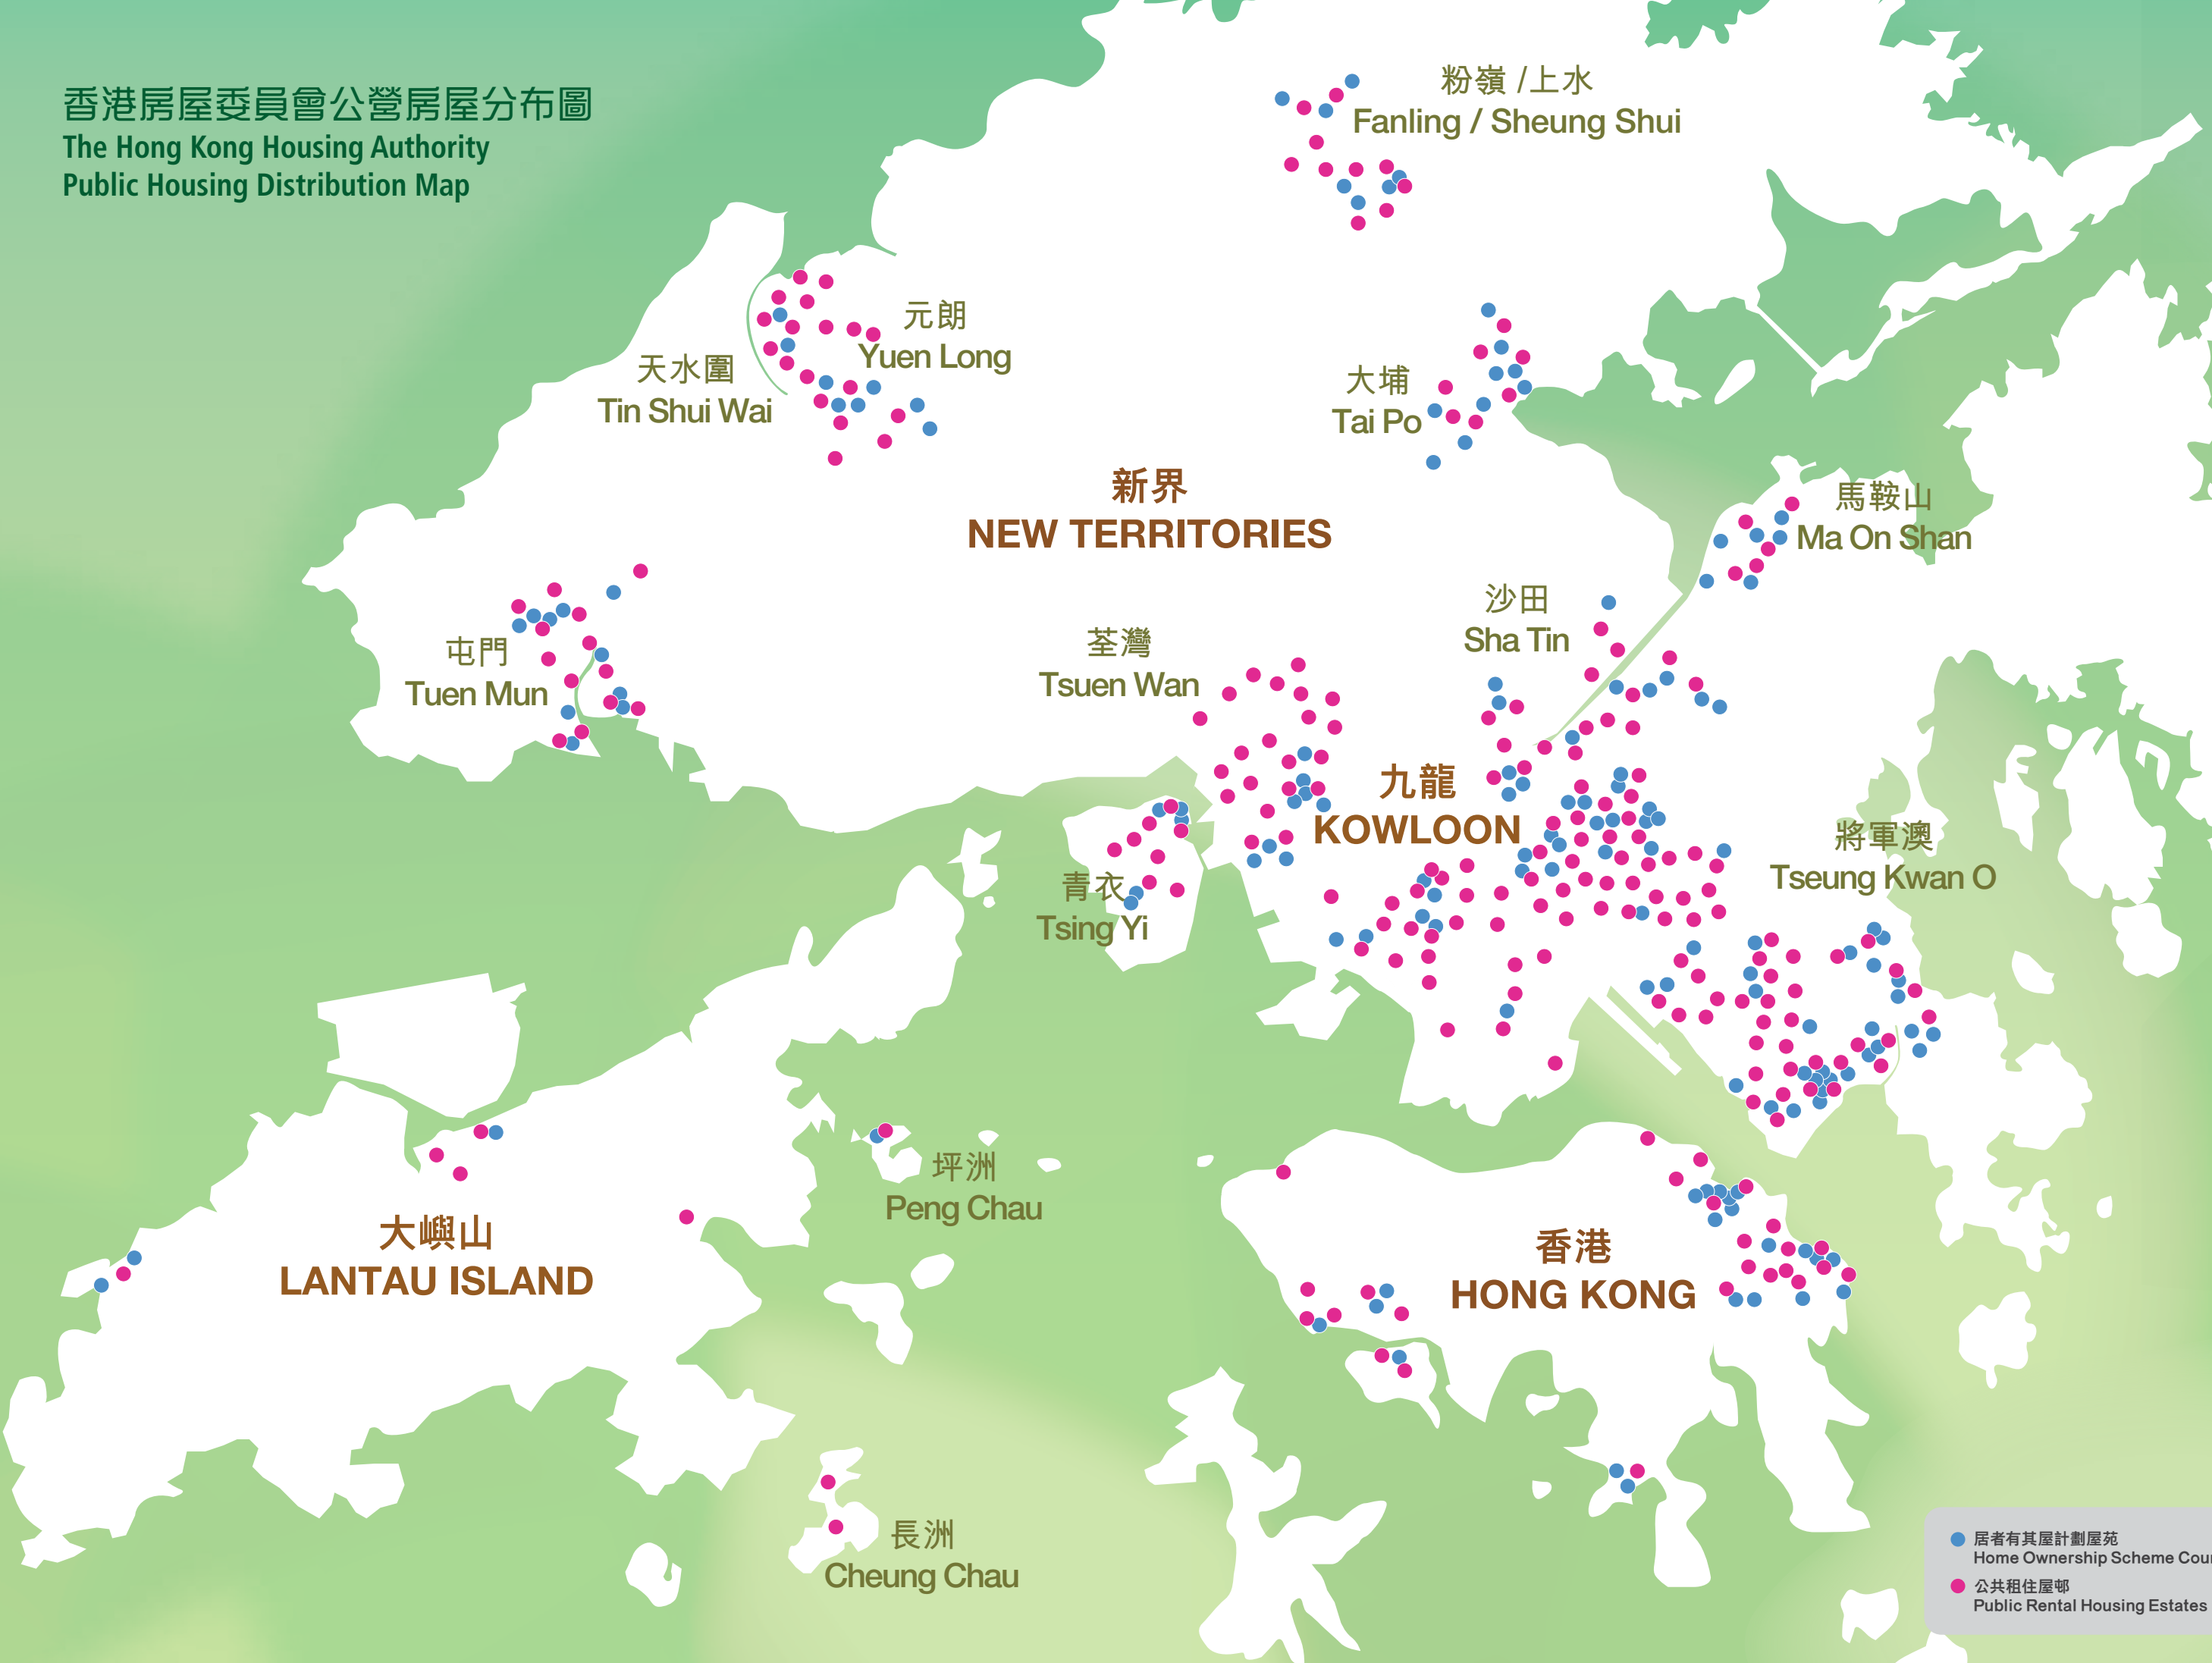 香港房屋委員會公營房屋分布圖
The Hong Kong Housing Authority
Public Housing Distribution Map
粉嶺 /上水
Fanling / Sheung Shui
元朗
Yuen Long
天水圍
Tin Shui Wai
大埔
Tai Po
新界
NEW TERRITORIES
馬鞍山
Ma On Shan
沙田
Sha Tin
荃灣
Tsuen Wan
屯門
Tuen Mun
九龍
KOWLOON
將軍澳
Tseung Kwan O
青衣
Tsing Yi
坪洲
Peng Chau
大嶼山
LANTAU ISLAND
香港
HONG KONG
長洲
Cheung Chau
居者有其屋計劃屋苑
Home Ownership Scheme Cour
公共租住屋邨
Public Rental Housing Estates